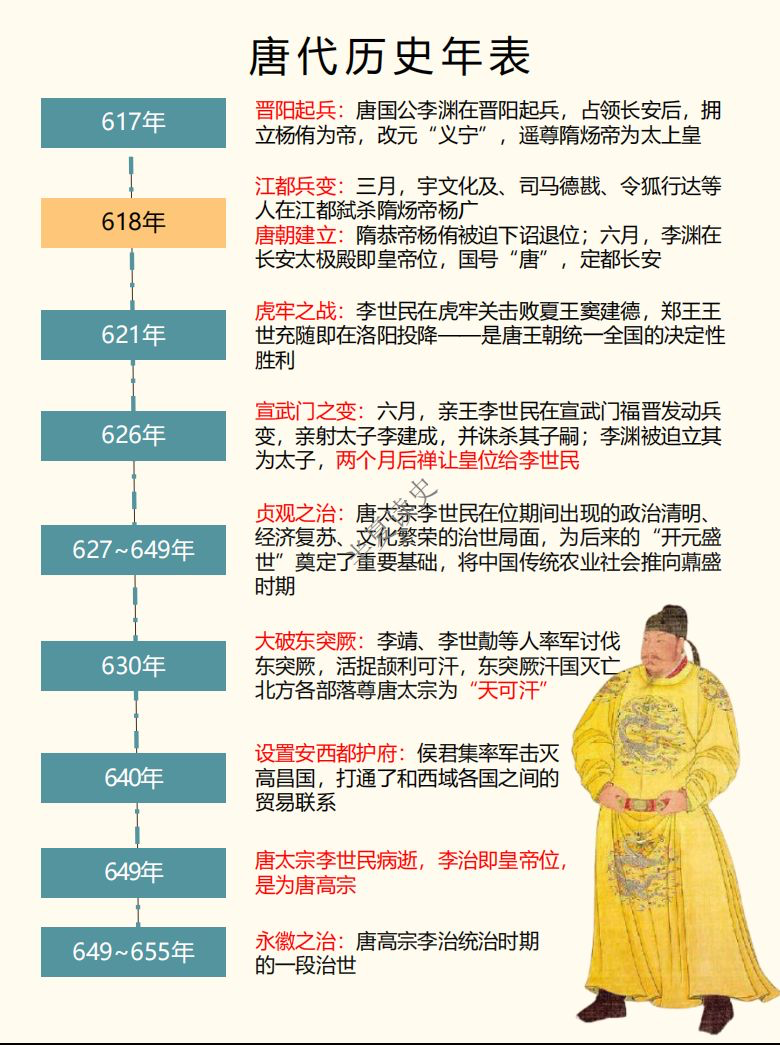 唐代历史年表
617年
晋阳起兵：唐国公李渊在晋阳起兵，占领长安后，拥
立杨侑为帝，改元“义宁”，遥尊隋炀帝为太上皇
618年
江都兵变：三月，宇文化及、司马德戡、令狐行达等
人在江都弑杀隋炀帝杨广
唐朝建立：隋恭帝杨侑被迫下诏退位；六月，李渊在
长安太极殿即皇帝位，国号“唐”，定都长安
621年
虎牢之战：李世民在虎牢关击败夏王窦建德，郑王王
世充随即在洛阳投降——是唐王朝统一全国的决定性
胜利
626年
宣武门之变：六月，亲王李世民在宣武门福晋发动兵
变，亲射太子李建成，并诛杀其子嗣；李渊被迫立其
为太子，两个月后禅让皇位给李世民
627~649年
贞观之治：唐太宗李世民在位期间出现的政治清明、
经济复苏、文化繁荣的治世局面，为后来的“开元盛
世”奠定了重要基础，将中国传统农业社会推向鼎盛
时期
630年
大破东突厥：李靖、李世勣等人率军讨伐
东突厥，活捉颉利可汗，东突厥汗国灭亡
北方各部落尊唐太宗为“天可汗”
640年
设置安西都护府：侯君集率军击灭
高昌国，打通了和西域各国之间的
贸易联系
649年
唐太宗李世民病逝，李治即皇帝位，
是为唐高宗
649~655年
永徽之治：唐高宗李治统治时期
的一段治世